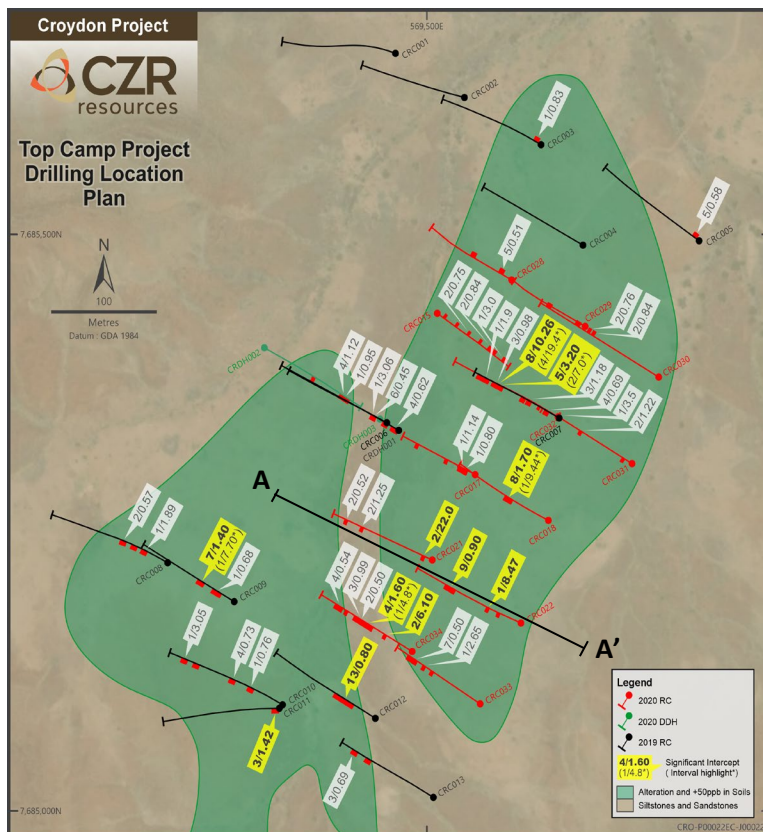 Croydon Project
CZR
resources
Top Camp Project
Drilling Location
Plan
569,500E
7,685,500N
N
100
Metres
Datum : GDA 1984
CRC001
CRC002
CRC003
1/0.83
CRC004
CRC005
5/0.58
CRC028
5/0.51
CRC029
2/0.76
2/0.84
CRC030
CRC015
2/0.75
2/0.84
1/3.0
1/1.9
3/0.98
8/10.26
(4/19.4*)
5/3.20
(2/7.0*)
3/1.18
4/0.69
1/3.5
2/1.22
CRC032
CRC007
CRC031
CRDH002
4/1.12
1/0.95
1/3.06
6/0.45
4/0.62
CRDH003
CRC006
CRDH001
1/1.14
1/0.80
CRC017
8/1.70
(1/9.44*)
CRC018
A
2/0.52
2/1.25
2/22.0
CRC021
9/0.90
1/8.47
CRC022
A'
2/0.57
1/1.89
CRC008
7/1.40
(1/7.70*)
1/0.68
CRC009
4/0.54
3/0.99
2/0.50
4/1.60
(1/4.8*)
2/6.10
CRC034
7/0.50
1/2.65
CRC033
1/3.05
4/0.73
1/0.76
CRC010
CRC011
3/1.42
13/0.80
CRC012
3/0.69
CRC013
7,685,000N
Legend
2020 RC
2020 DDH
2019 RC
4/1.60 Significant Intercept
(1/4.8*) ( Interval highlight*)
Alteration and +50ppb in Soils
Siltstones and Sandstones
CRO-P00022EC-J00022